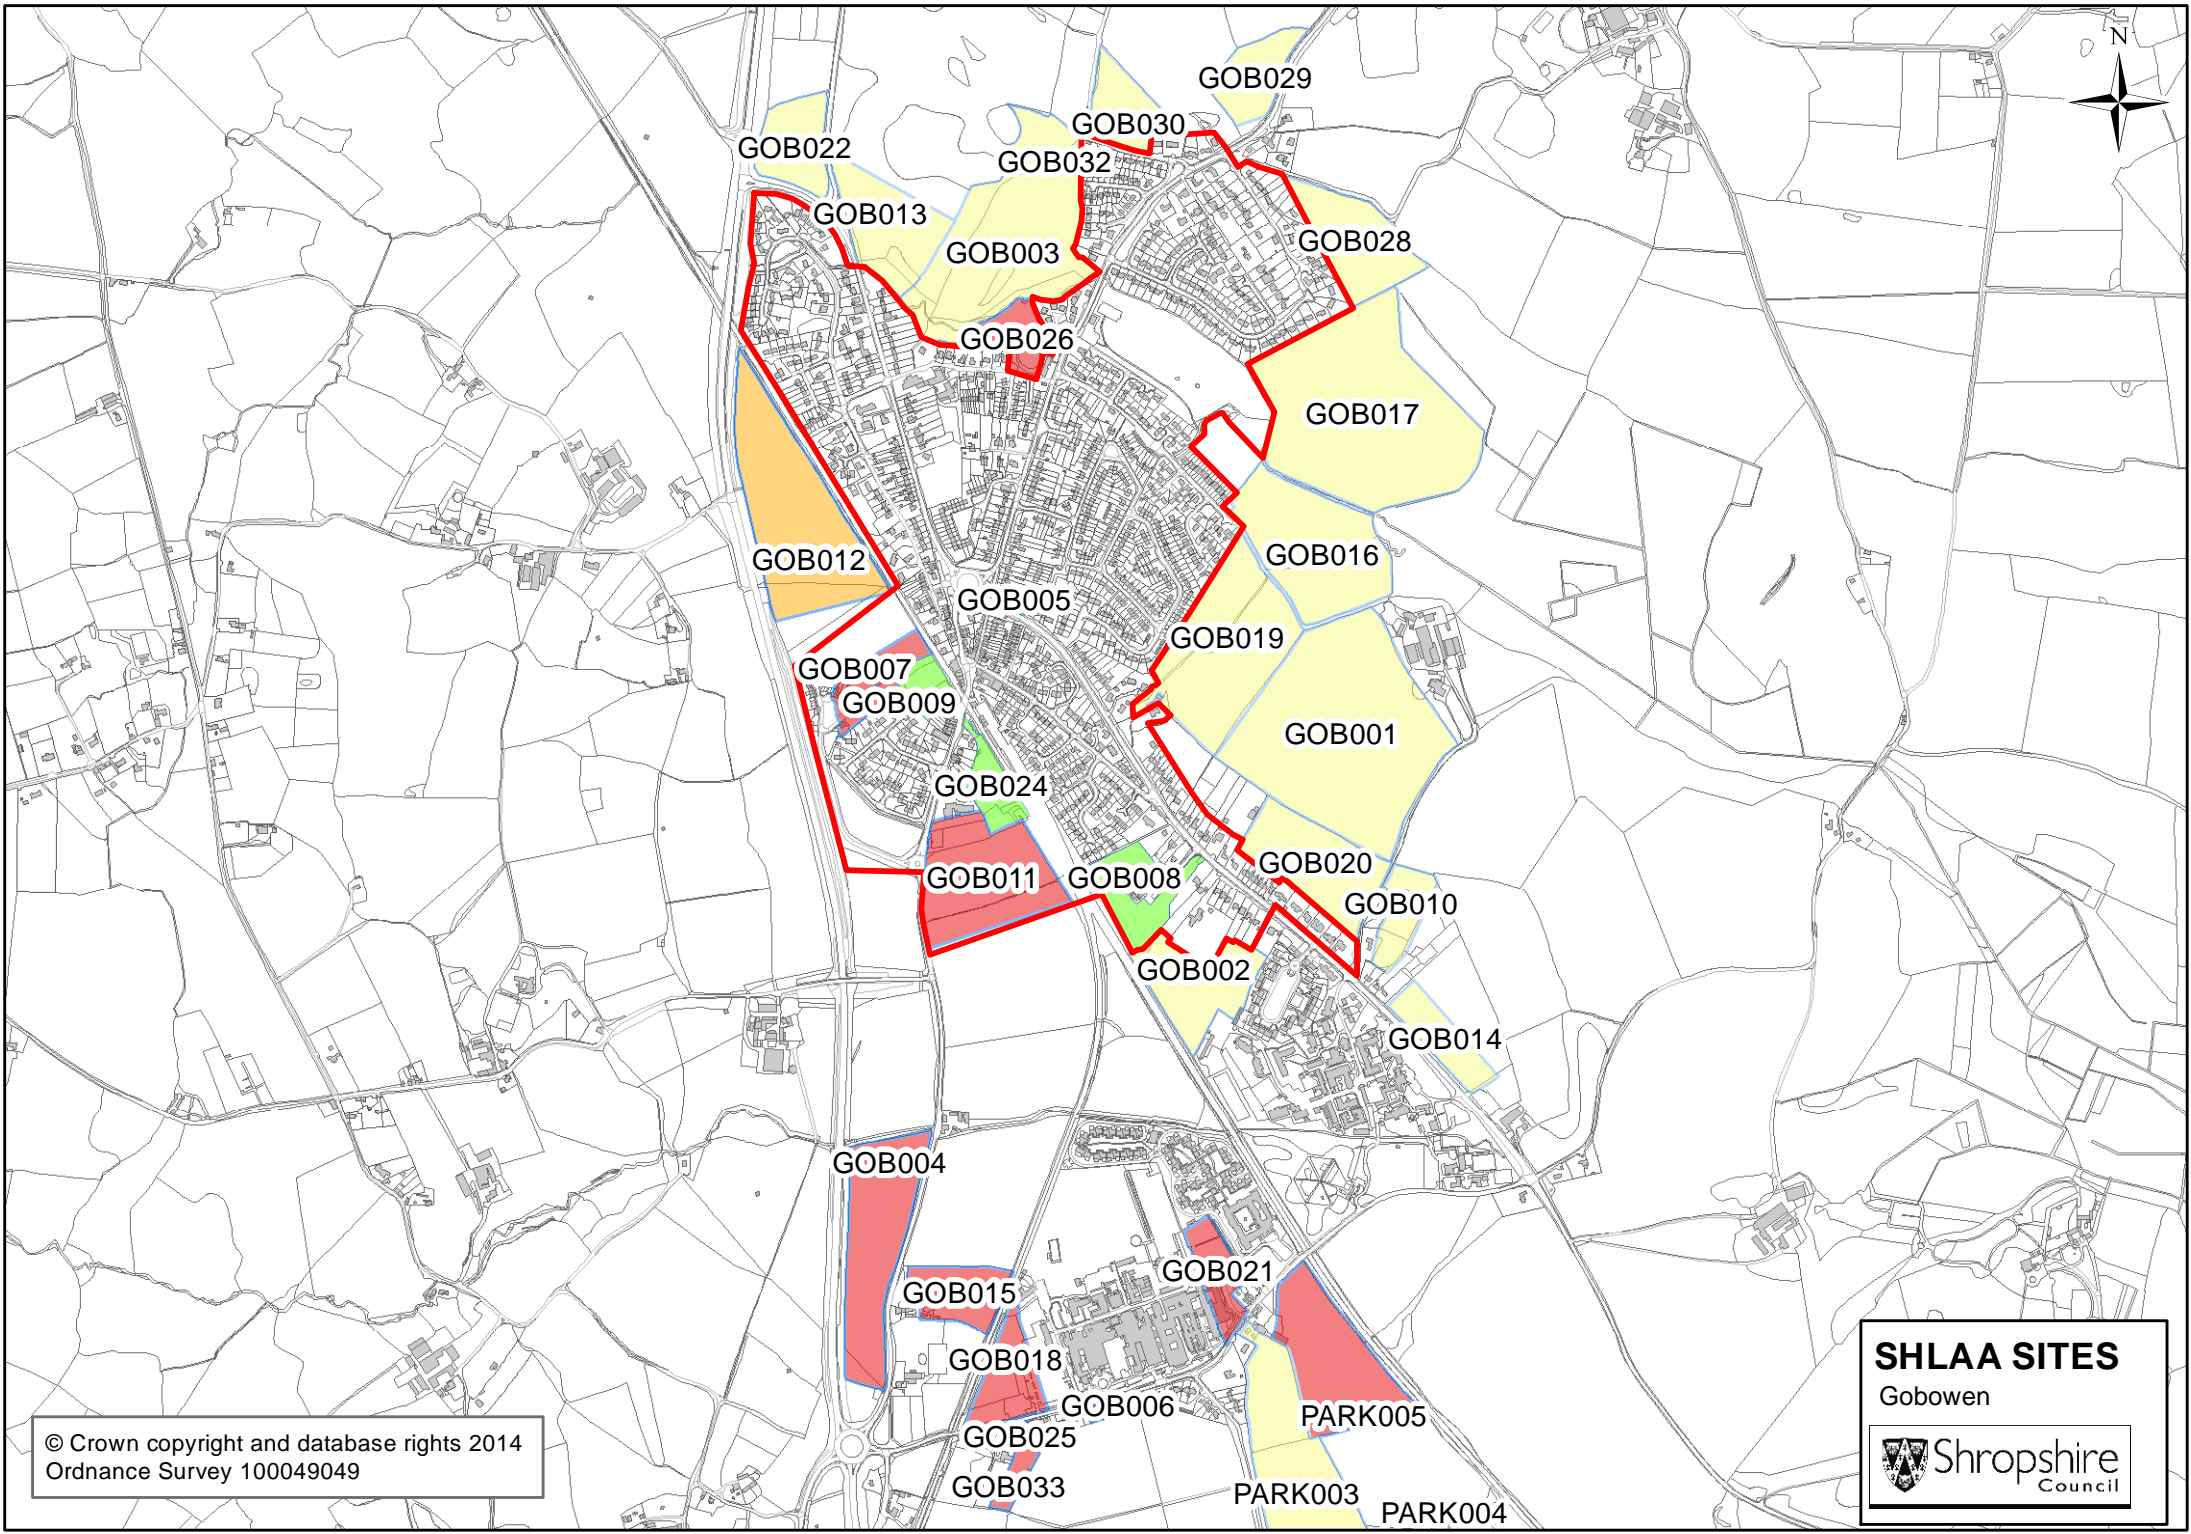 N
GOB029
GOB030
GOB022
GOB032
GOB013
GOB028
GOB003
GOB026
GOB017
GOB012
GOB016
GOB005
GOB019
GOB007
GOB009
GOB001
GOB024
GOB020
GOB011
GOB008
GOB010
GOB002
GOB014
GOB004
GOB021
GOB015
GOB018
GOB006
PARK005
GOB025
GOB033
PARK003
PARK004
SHLAA SITES
Gobowen
Shropshire
Council
© Crown copyright and database rights 2014
Ordnance Survey 100049049